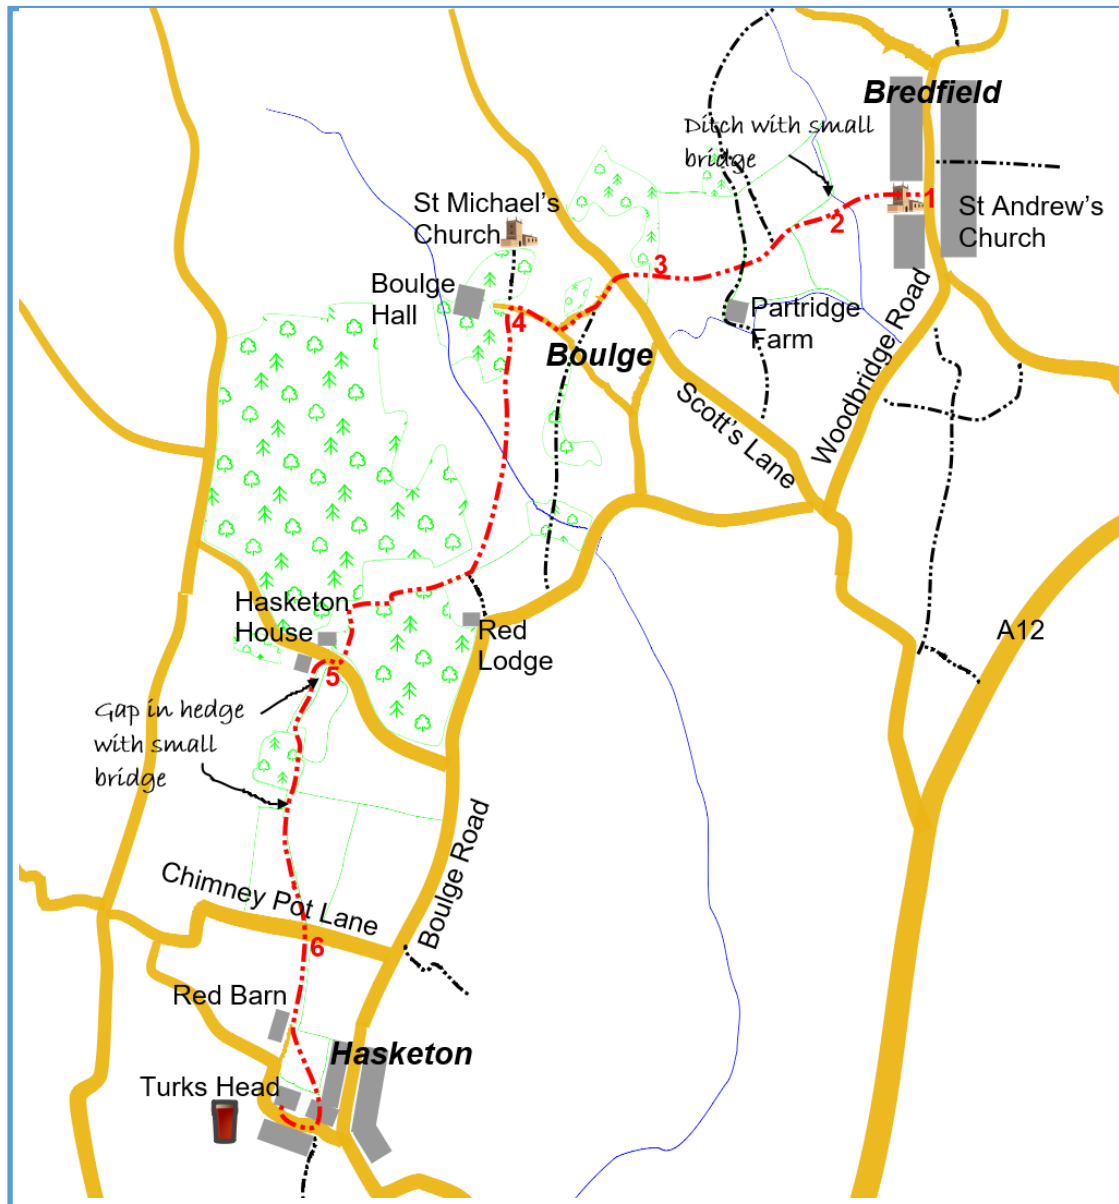 Bredfield
Ditch with small
bridge
1
St Michael's
Church
St Andrew's
Church
2
3
Boulge
Hall
4
Partridge
Farm
Boulge
Woodbridge Road
Scott's Lane
Hasketon
House
Red
Lodge
A12
5
Gap in hedge
with small
bridge
Chimney Pot Lane
Boulge Road
6
Red Barn
Hasketon
Turks Head